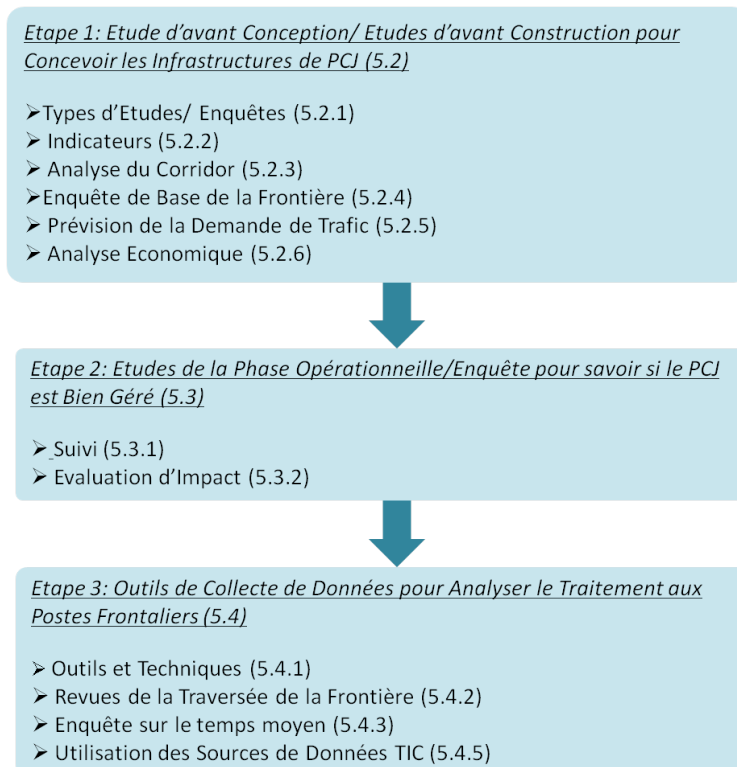 Etape 1: Etude d’avant Conception/ Etudes d’avant Construction pour
Concevoir les Infrastructures de PCJ (5.2)
➢Types d’Etudes/ Enquêtes (5.2.1)
➢ Indicateurs (5.2.2)
➢ Analyse du Corridor (5.2.3)
➢Enquête de Base de la Frontière (5.2.4)
➢ Prévision de la Demande de Trafic (5.2.5)
➢ Analyse Economique (5.2.6)
Etape 2: Etudes de la Phase Opérationneille/Enquête pour savoir si le PCJ
est Bien Géré (5.3)
➢ Suivi (5.3.1)
➢ Evaluation d’Impact (5.3.2)
Etape 3: Outils de Collecte de Données pour Analyser le Traitement aux
Postes Frontaliers (5.4)
➢ Outils et Techniques (5.4.1)
➢ Revues de la Traversée de la Frontière (5.4.2)
➢ Enquête sur le temps moyen (5.4.3)
➢ Utilisation des Sources de Données TIC (5.4.5)